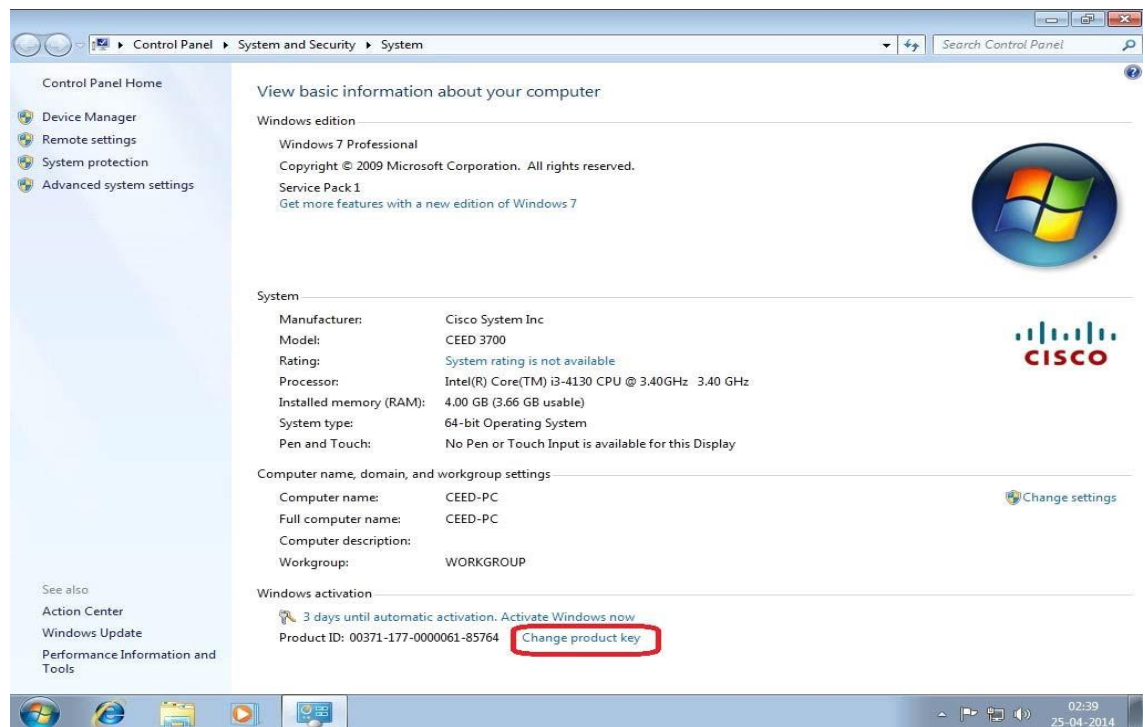 Control Panel ▸ System and Security ▸ System
Search Control Panel
Control Panel Home
Device Manager
Remote settings
System protection
Advanced system settings
View basic information about your computer
Windows edition
Windows 7 Professional
Copyright © 2009 Microsoft Corporation. All rights reserved.
Service Pack 1
Get more features with a new edition of Windows 7
System
Manufacturer: Cisco System Inc
Model: CEED 3700
Rating: System rating is not available
Processor: Intel(R) Core(TM) i3-4130 CPU @ 3.40GHz 3.40 GHz
Installed memory (RAM): 4.00 GB (3.66 GB usable)
System type: 64-bit Operating System
Pen and Touch: No Pen or Touch Input is available for this Display
CISCO
Computer name, domain, and workgroup settings
Computer name: CEED-PC
Change settings
Full computer name: CEED-PC
Computer description:
Workgroup: WORKGROUP
Windows activation
3 days until automatic activation. Activate Windows now
Product ID: 00371-177-0000061-85764 Change product key
See also
Action Center
Windows Update
Performance Information and
Tools
02:39
25-04-2014